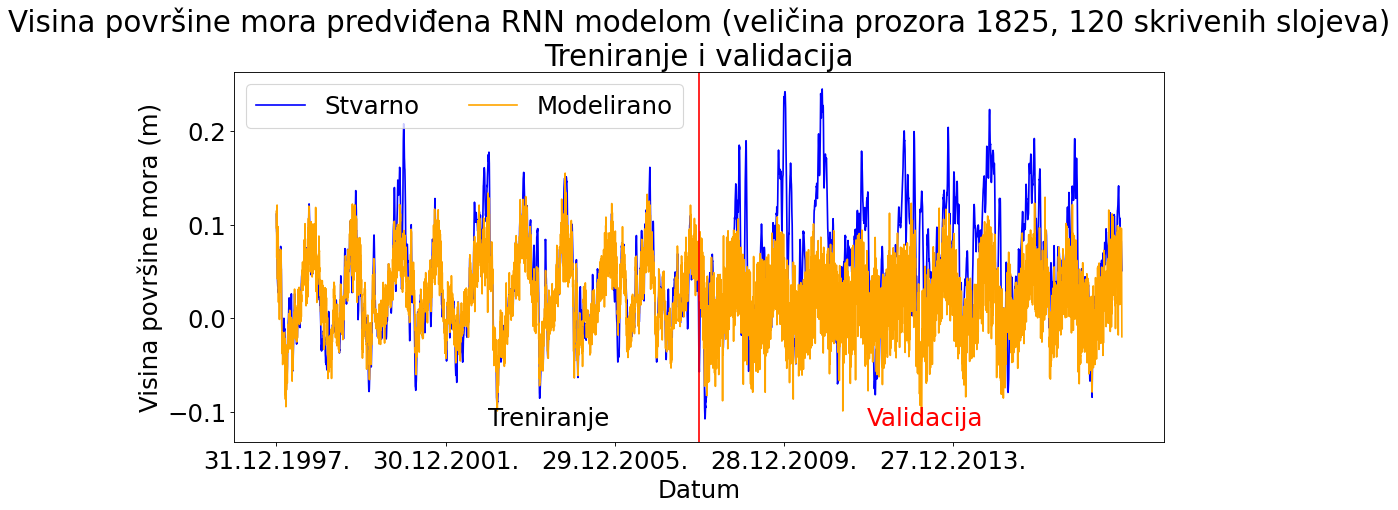 Visina površine mora predviđena RNN modelom (veličina prozora 1825, 120 skrivenih slojeva)
Treniranje i validacija
Stvarno
Modelirano
Visina površine mora (m)
0.2
0.1
0.0
−0.1
Treniranje
Validacija
31.12.1997.
30.12.2001.
29.12.2005.
28.12.2009.
27.12.2013.
Datum